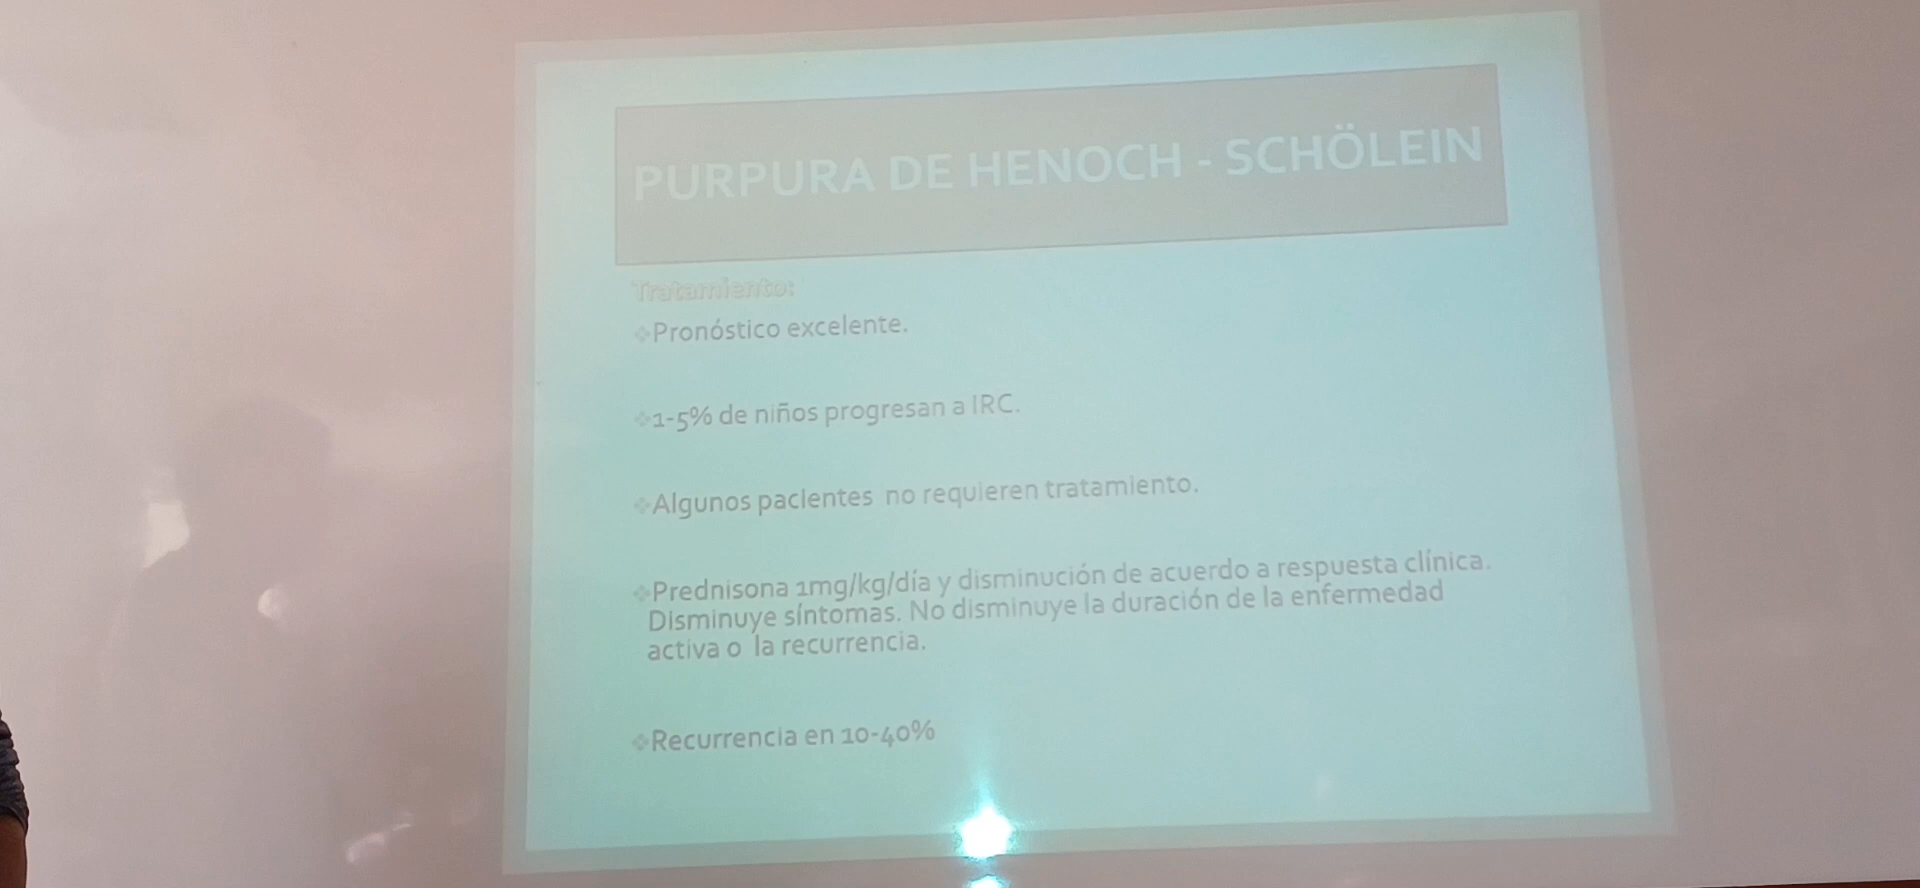 PURPURA DE HENOCH - SCHÖLEIN
Tratamiento:
Pronóstico excelente.
1-5% de niños progresan a IRC.
Algunos pacientes no requieren tratamiento.
Prednisona 1mg/kg/día y disminución de acuerdo a respuesta clínica.
Disminuye síntomas. No disminuye la duración de la enfermedad
activa o la recurrencia.
Recurrencia en 10-40%